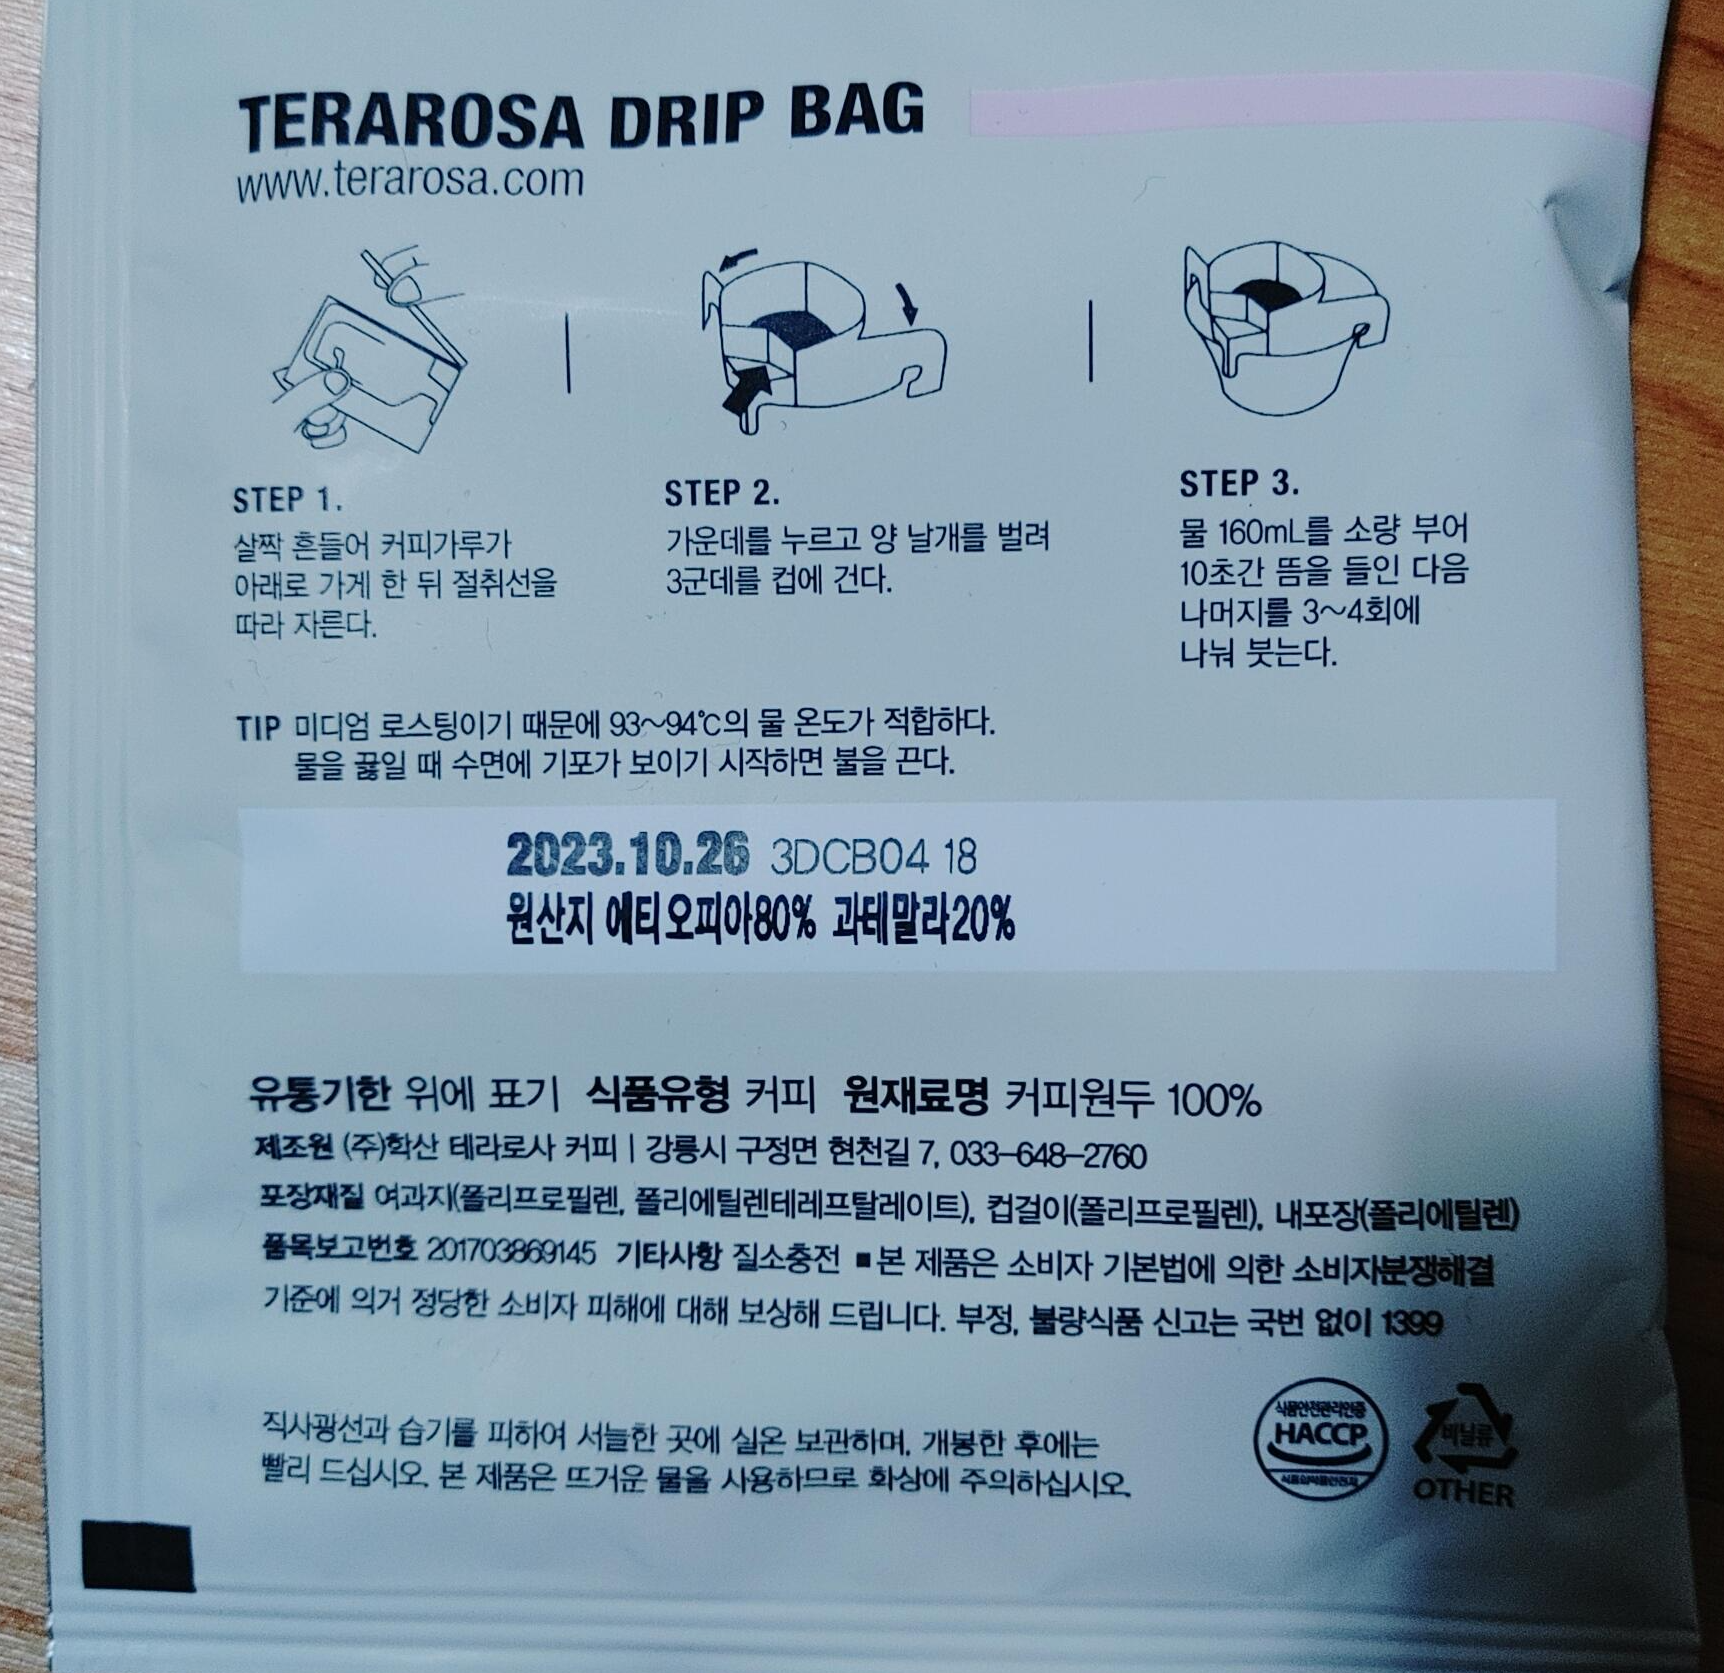 TERAROSA DRIP BAG
www.terarosa.com
STEP 1.
살짝 흔들어 커피가루가
아래로 가게 한 뒤 절취선을
따라 자른다.
STEP 2.
가운데를 누르고 양 날개를 벌려
3군데를 컵에 건다.
STEP 3.
물 160mL를 소량 부어
10초간 뜸을 들인 다음
나머지를 3~4회에
나눠 붓는다.
TIP 미디엄 로스팅이기 때문에 93~94℃의 물 온도가 적합하다.
물을 끓일 때 수면에 기포가 보이기 시작하면 불을 끈다.
2023.10.26 3DCB04 18
원산지 에티오피아80% 과테말라20%
유통기한 위에 표기 식품유형 커피 원재료명 커피원두 100%
제조원 (주)학산 테라로사 커피 | 강릉시 구정면 현천길 7, 033-648-2760
포장재질 여과지(폴리프로필렌, 폴리에틸렌테레프탈레이트), 컵걸이(폴리프로필렌), 내포장(폴리에틸렌)
품목보고번호 201703869145 기타사항 질소충전 ■ 본 제품은 소비자 기본법에 의한 소비자분쟁해결
기준에 의거 정당한 소비자 피해에 대해 보상해 드립니다. 부정, 불량식품 신고는 국번 없이 1399
직사광선과 습기를 피하여 서늘한 곳에 실온 보관하며, 개봉한 후에는
빨리 드십시오. 본 제품은 뜨거운 물을 사용하므로 화상에 주의하십시오.
식품안전관리인증
HACCP
식품의약품안전처
비닐류
OTHER